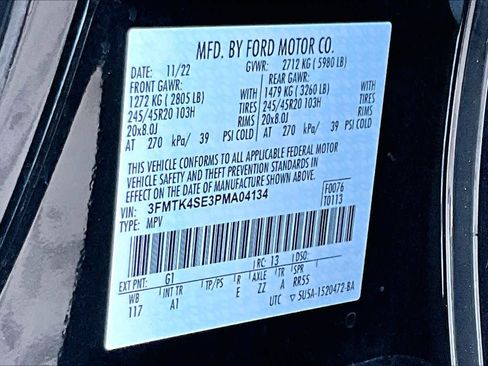 MFD. BY FORD MOTOR CO.
DATE: 11/22 GVWR: 2712 KG ( 5980 LB)
FRONT GAWR: REAR GAWR:
1272 KG ( 2805 LB) WITH 1479 KG ( 3260 LB) WITH
245/45R20 103H TIRES 245/45R20 103H TIRES
20x8.0J RIMS 20x8.0J RIMS
AT 270 kPa/ 39 PSI COLD AT 270 kPa/ 39 PSI COLD
THIS VEHICLE CONFORMS TO ALL APPLICABLE FEDERAL MOTOR
VEHICLE SAFETY AND THEFT PREVENTION STANDARDS IN
EFFECT ON THE DATE OF MANUFACTURE SHOWN ABOVE.
VIN: 3FMTK4SE3PMA04134 F0076
TYPE: MPV T0113
EXT PNT: G1 RC: 13 DSO:
WB INT TR TP/PS R AXLE TR SPR
117 A1 E ZZ A RR55
UTC 5U5A-1520472-BA